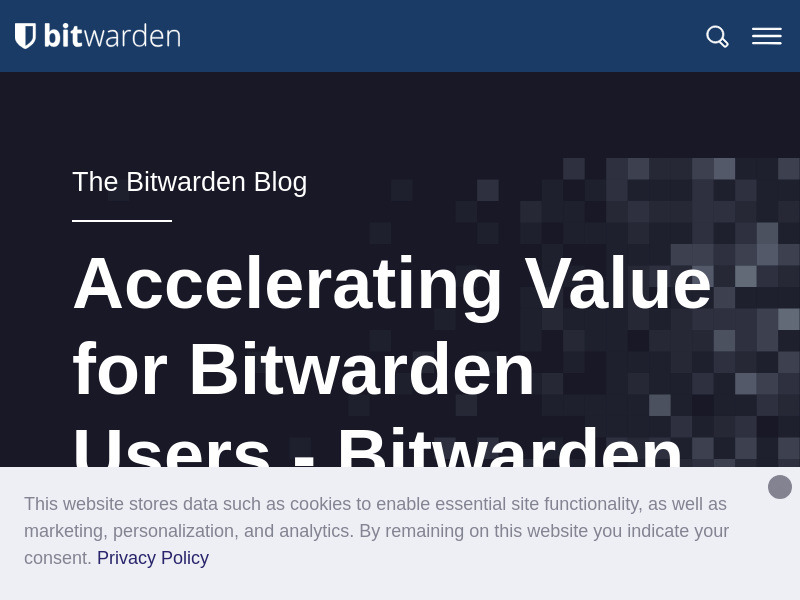 bitwarden
The Bitwarden Blog
Accelerating Value
for Bitwarden
Users - Bitwarden
This website stores data such as cookies to enable essential site functionality, as well as
marketing, personalization, and analytics. By remaining on this website you indicate your
consent. Privacy Policy